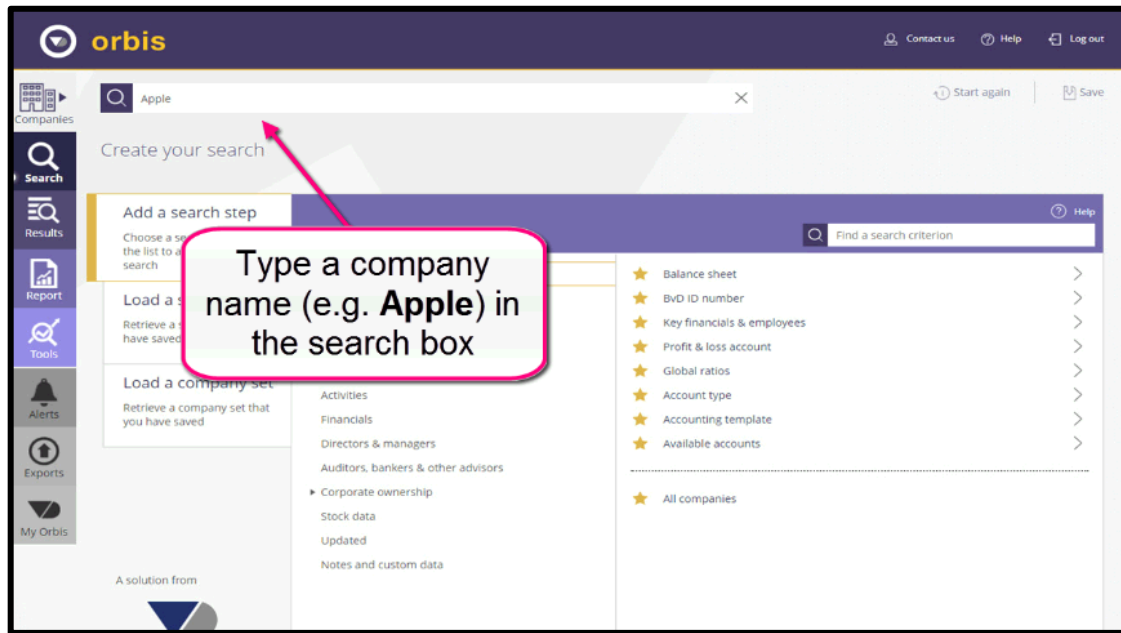 orbis
Contact us
Help
Log out
Companies
Apple
Start again
Save
Create your search
Search
Results
Report
Tools
Alerts
Exports
My Orbis
Add a search step
Choose a
the list to
search
Load a
Retrieve a
have saved
Load a company set
Retrieve a company set that
you have saved
Type a company
name (e.g. Apple) in
the search box
Help
Find a search criterion
Activities
Financials
Directors & managers
Auditors, bankers & other advisors
Corporate ownership
Stock data
Updated
Notes and custom data
Balance sheet
BvD ID number
Key financials & employees
Profit & loss account
Global ratios
Account type
Accounting template
Available accounts
All companies
A solution from